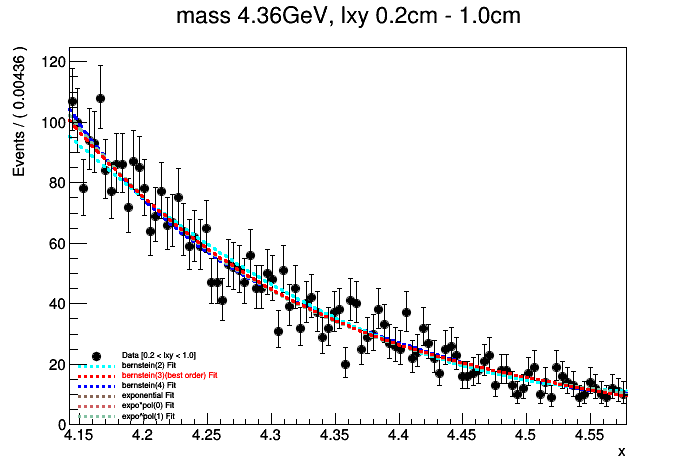 mass 4.36GeV, lxy 0.2cm - 1.0cm
Events / ( 0.00436 )
120
100
80
60
40
20
0
Data [0.2 < lxy < 1.0]
bernstein(2) Fit
bernstein(3)(best order) Fit
bernstein(4) Fit
exponential Fit
expo*pol(0) Fit
expo*pol(1) Fit
4.15 4.2 4.25 4.3 4.35 4.4 4.45 4.5 4.55
x